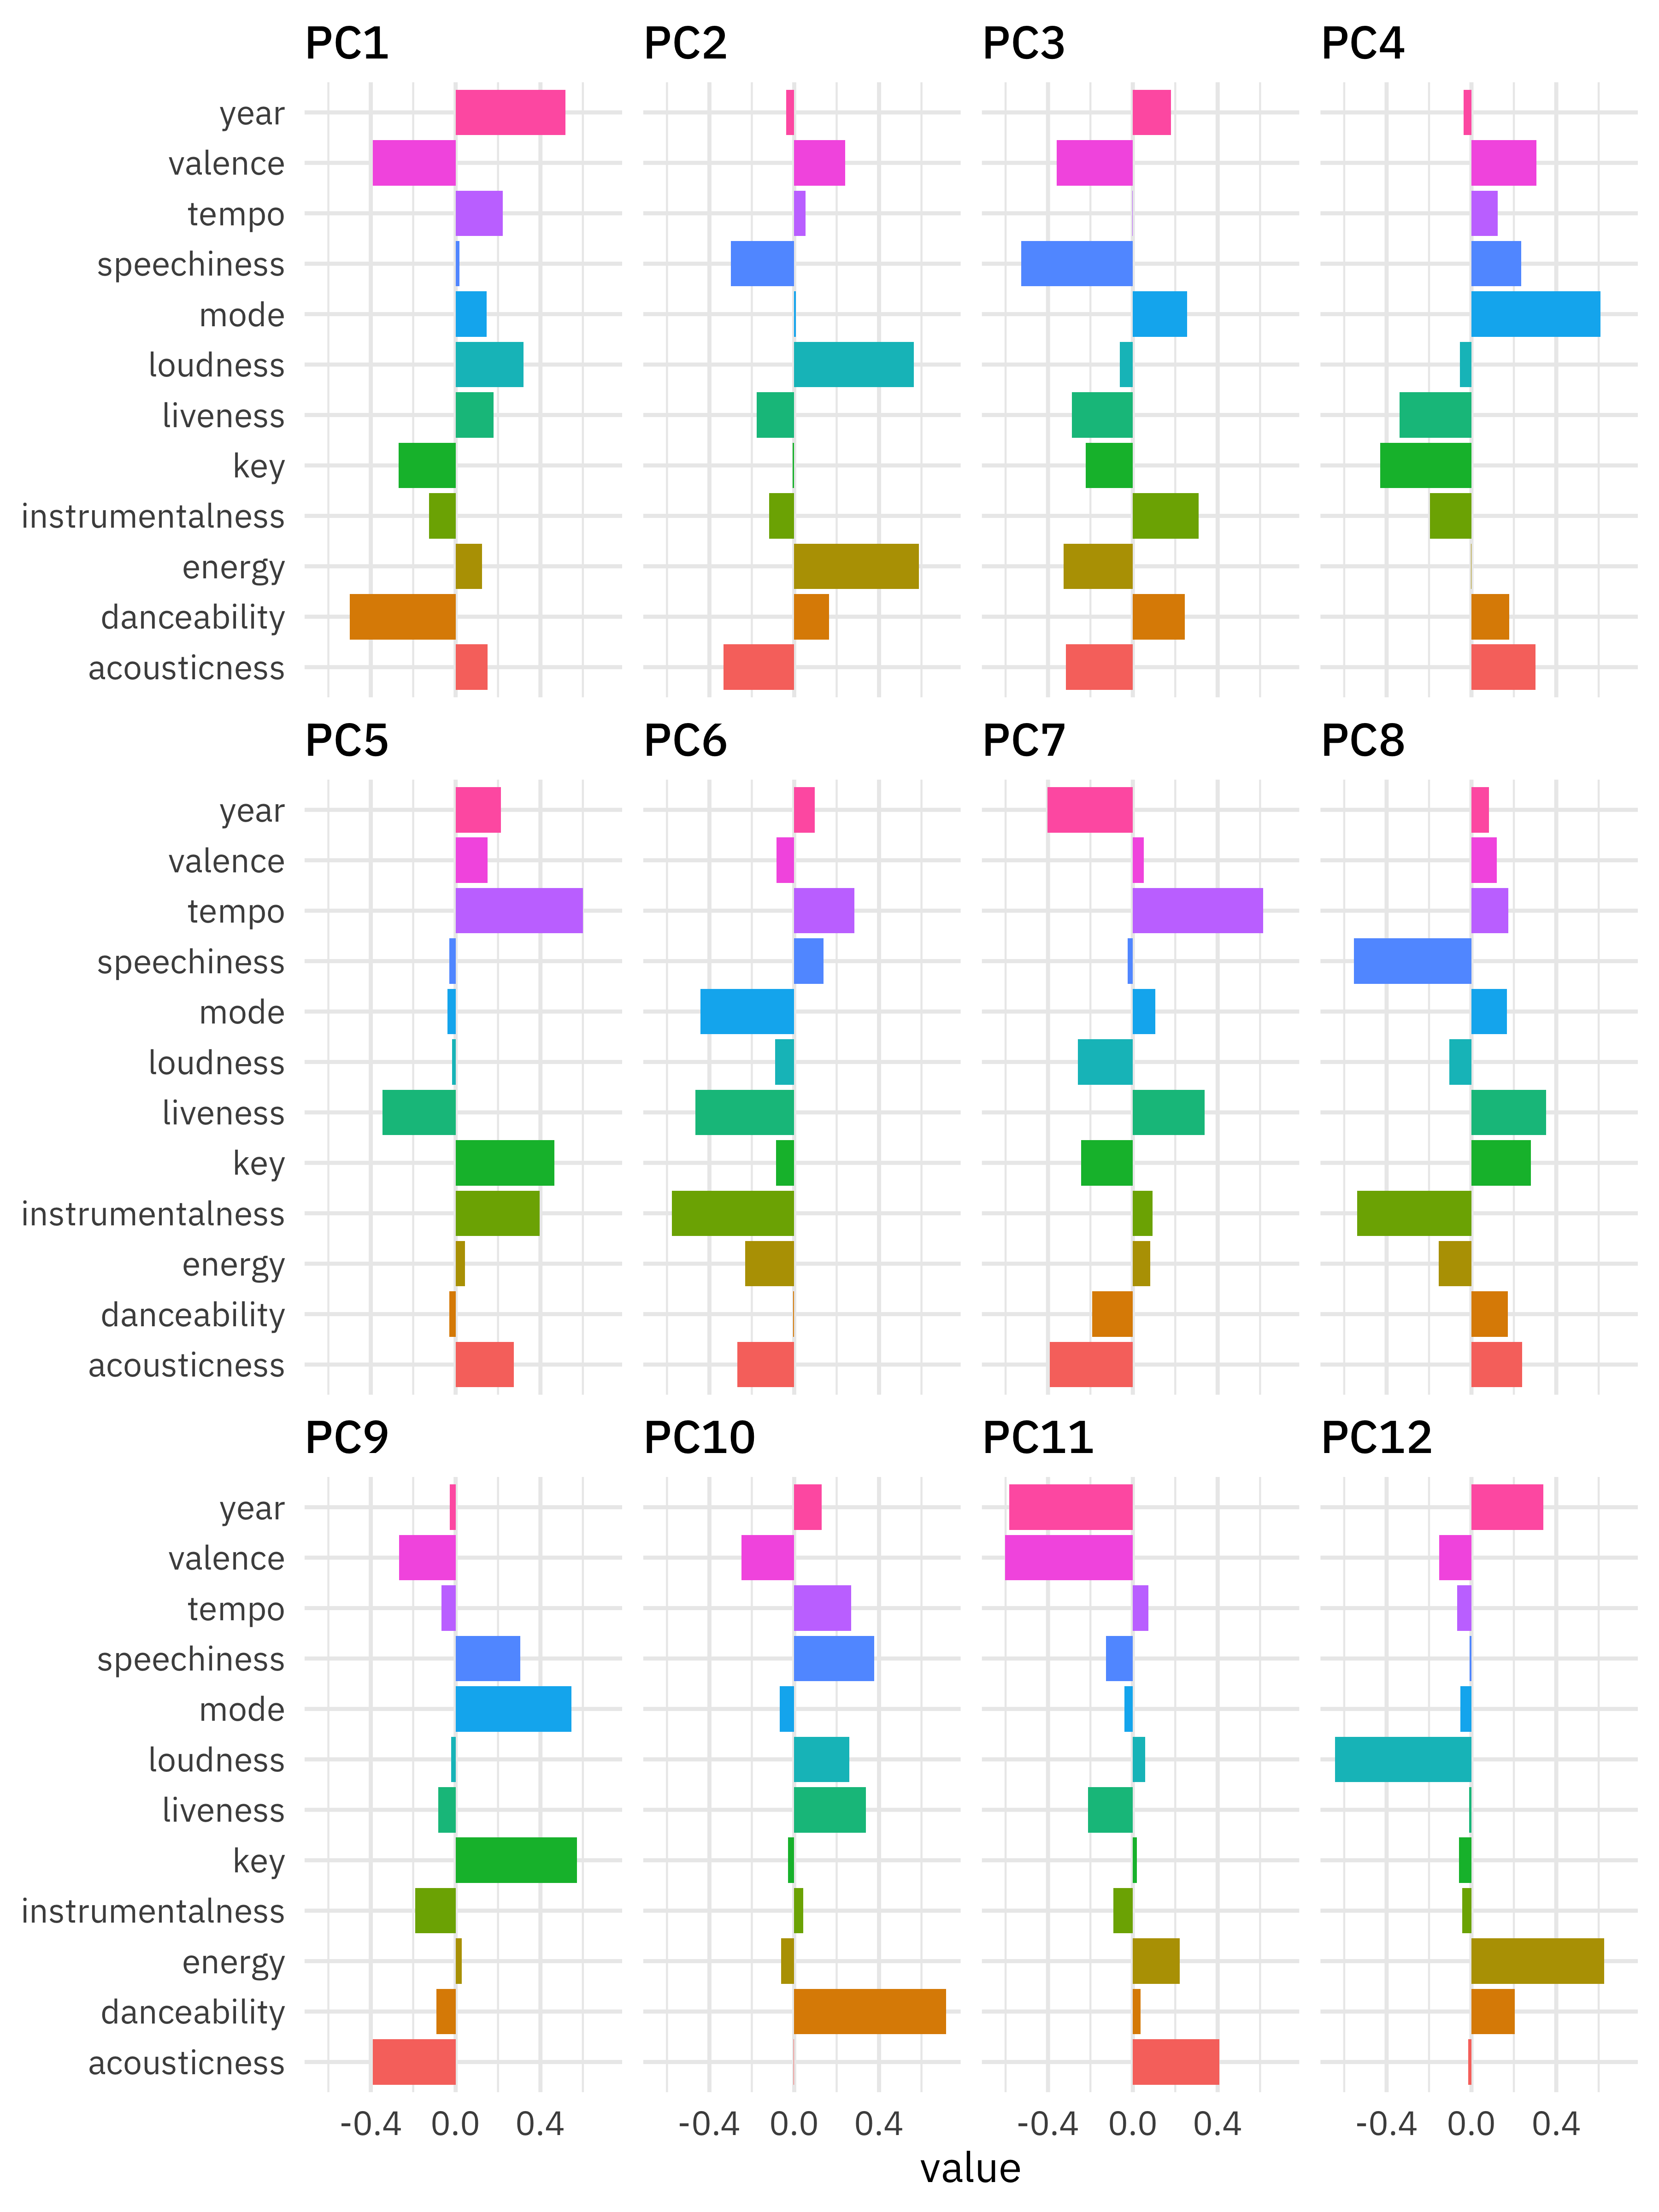 PC1 PC2 PC3 PC4
year
valence
tempo
speechiness
mode
loudness
liveness
key
instrumentalness
energy
danceability
acousticness
PC5 PC6 PC7 PC8
year
valence
tempo
speechiness
mode
loudness
liveness
key
instrumentalness
energy
danceability
acousticness
PC9 PC10 PC11 PC12
year
valence
tempo
speechiness
mode
loudness
liveness
key
instrumentalness
energy
danceability
acousticness
-0.4 0.0 0.4 -0.4 0.0 0.4 -0.4 0.0 0.4 -0.4 0.0 0.4
value